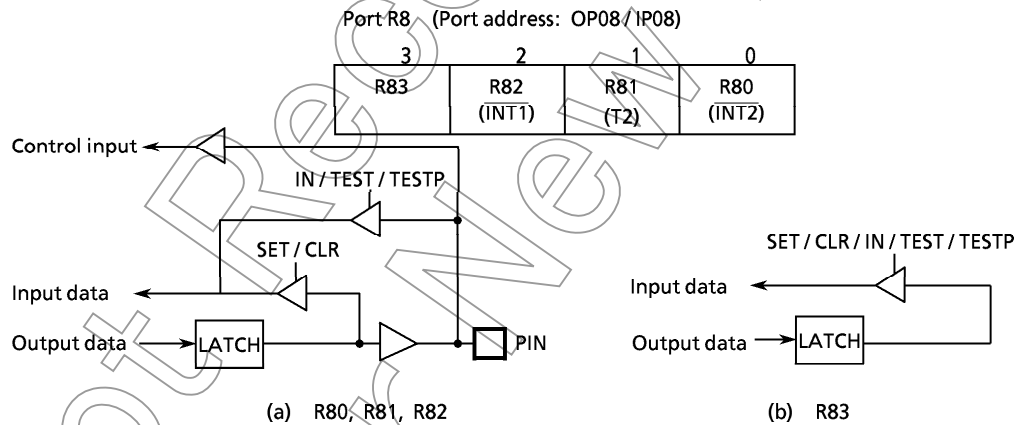 Port R8 (Port address: OP08 / IP08)
3 2 1 0
R83 R82 R81 R80
(INT1) (T2) (INT2)
Control input
IN / TEST / TESTP
SET / CLR
Input data
Output data
LATCH
PIN
(a) R80, R81, R82
SET / CLR / IN / TEST / TESTP
Input data
Output data
LATCH
(b) R83